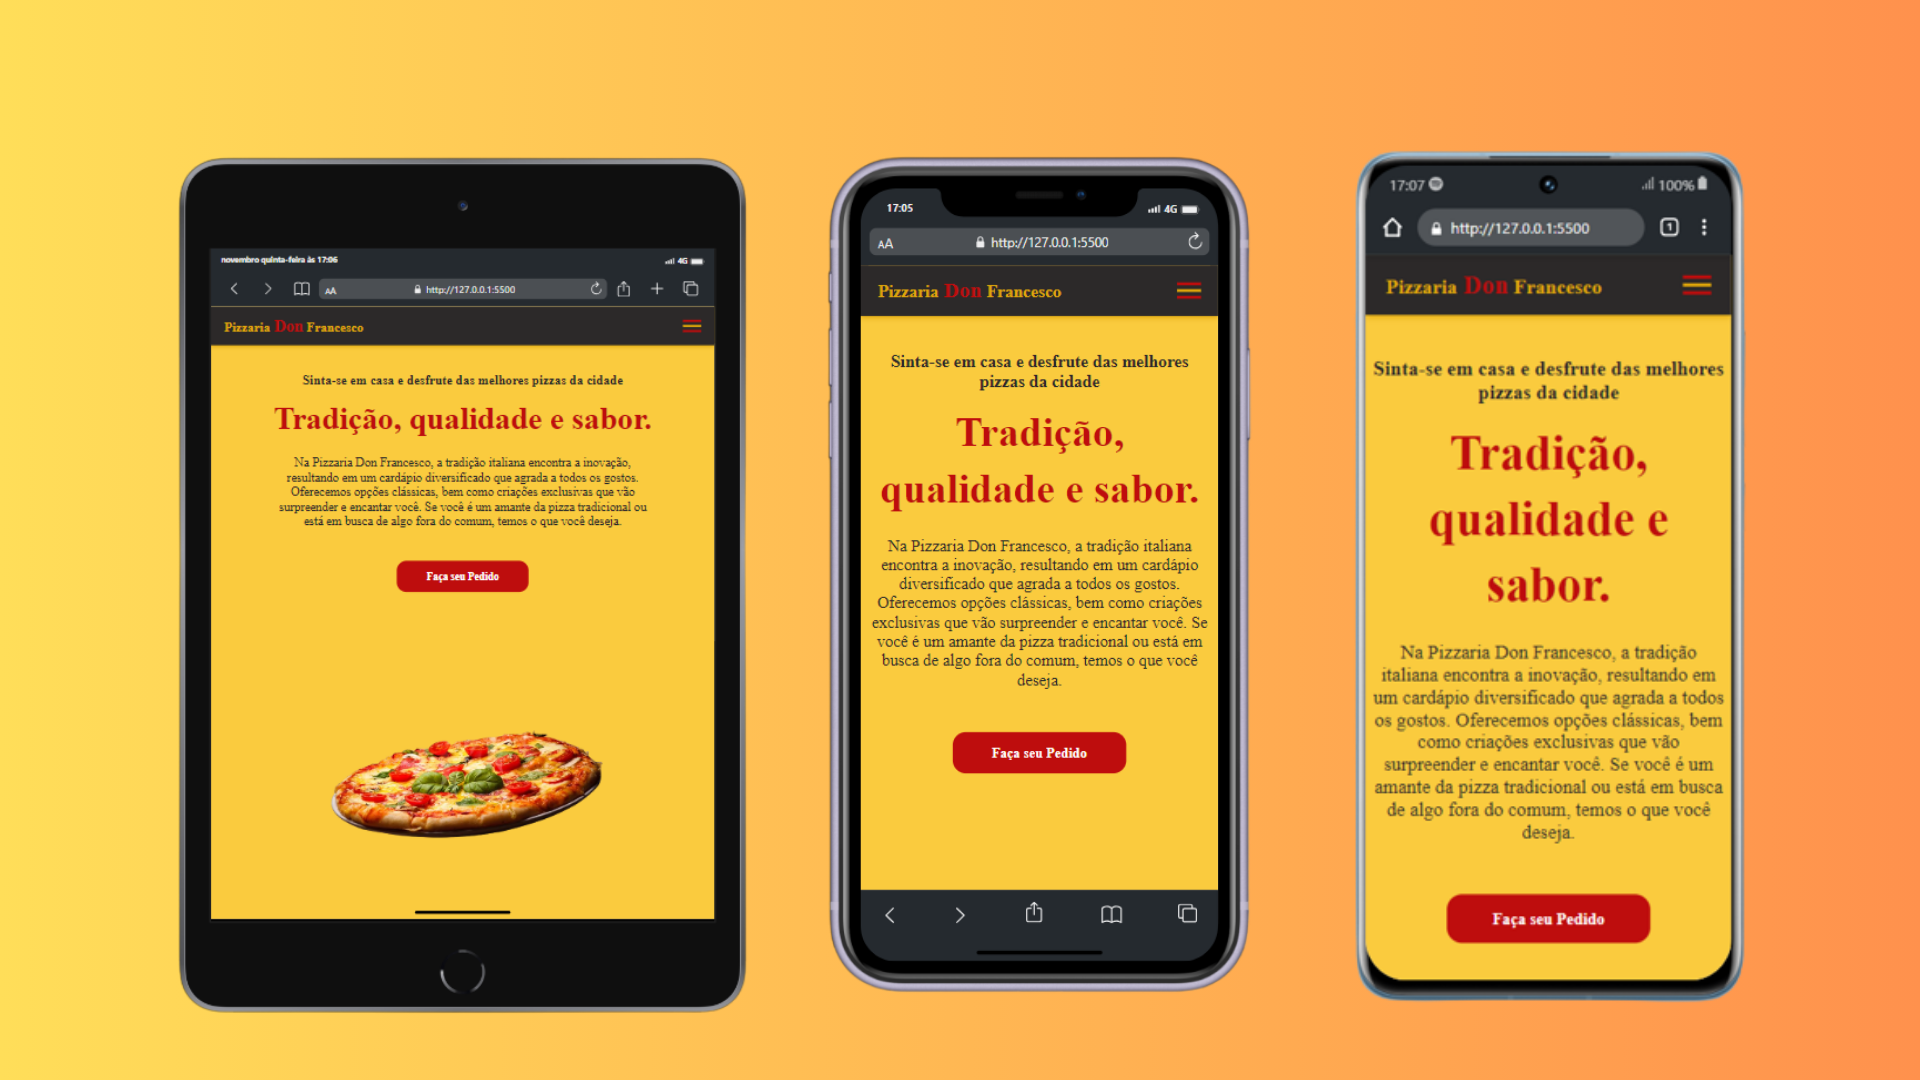 novembro quinta-feira às 17:06
4G
AA
http://127.0.0.1:5500
Pizzaria Don Francesco
Sinta-se em casa e desfrute das melhores pizzas da cidade
Tradição, qualidade e sabor.
Na Pizzaria Don Francesco, a tradição italiana encontra a inovação,
resultando em um cardápio diversificado que agrada a todos os gostos.
Oferecemos opções clássicas, bem como criações exclusivas que vão
surpreender e encantar você. Se você é um amante da pizza tradicional ou
está em busca de algo fora do comum, temos o que você deseja.
Faça seu Pedido
17:05
4G
AA
http://127.0.0.1:5500
Pizzaria Don Francesco
Sinta-se em casa e desfrute das melhores
pizzas da cidade
Tradição,
qualidade e sabor.
Na Pizzaria Don Francesco, a tradição italiana
encontra a inovação, resultando em um cardápio
diversificado que agrada a todos os gostos.
Oferecemos opções clássicas, bem como criações
exclusivas que vão surpreender e encantar você. Se
você é um amante da pizza tradicional ou está em
busca de algo fora do comum, temos o que você
deseja.
Faça seu Pedido
17:07
100%
http://127.0.0.1:5500
1
Pizzaria Don Francesco
Sinta-se em casa e desfrute das melhores
pizzas da cidade
Tradição,
qualidade e
sabor.
Na Pizzaria Don Francesco, a tradição
italiana encontra a inovação, resultando em
um cardápio diversificado que agrada a todos
os gostos. Oferecemos opções clássicas, bem
como criações exclusivas que vão
surpreender e encantar você. Se você é um
amante da pizza tradicional ou está em busca
de algo fora do comum, temos o que você
deseja.
Faça seu Pedido